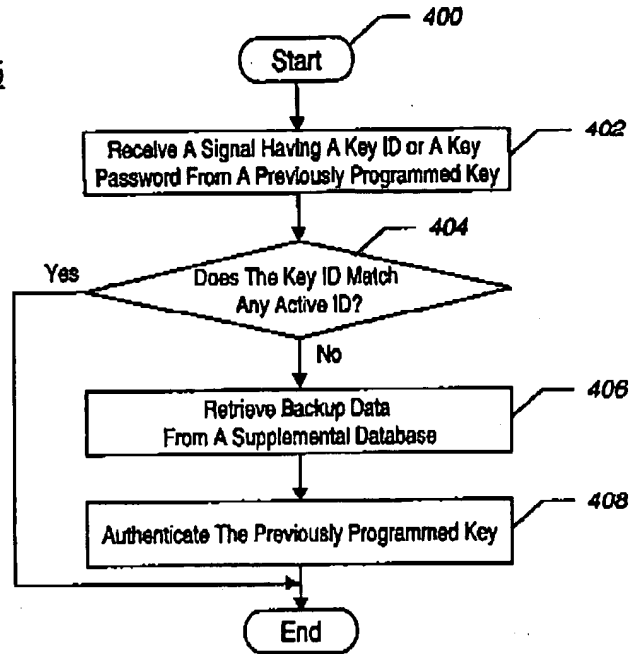 400
Start
402
Receive A Signal Having A Key ID or A Key
Password From A Previously Programmed Key
404
Yes
Does The Key ID Match
Any Active ID?
No
406
Retrieve Backup Data
From A Supplemental Database
408
Authenticate The Previously Programmed Key
End